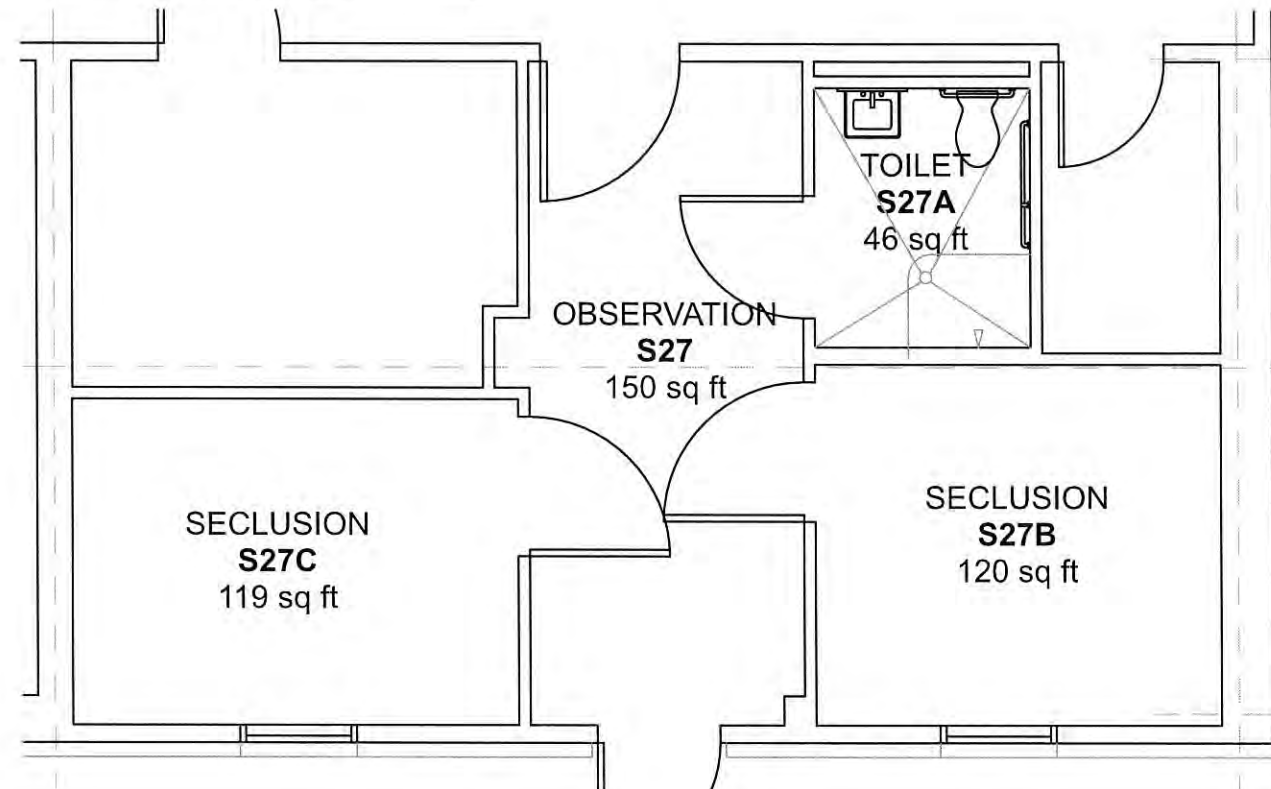 TOILET
S27A
46 sq ft
OBSERVATION
S27
150 sq ft
SECLUSION
S27C
119 sq ft
SECLUSION
S27B
120 sq ft